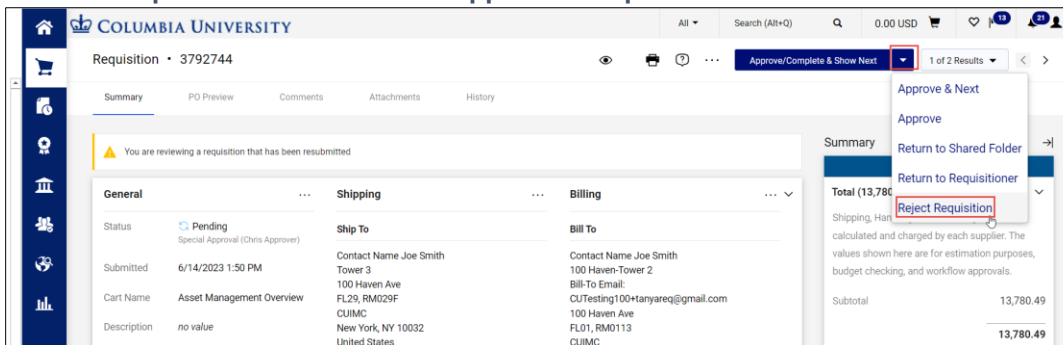 COLUMBIA UNIVERSITY
All
Search (Alt+Q)
0.00 USD
13
21
Requisition • 3792744
Approve/Complete & Show Next
1 of 2 Results
Summary
PO Preview
Comments
Attachments
History
Approve & Next
Approve
Return to Shared Folder
Return to Requisitioner
Reject Requisition
You are reviewing a requisition that has been resubmitted
General
Status
Pending
Special Approval (Chris Approver)
Submitted
6/14/2023 1:50 PM
Cart Name
Asset Management Overview
Description
no value
Shipping
Ship To
Contact Name Joe Smith
Tower 3
100 Haven Ave
FL29, RM029F
CUIMC
New York, NY 10032
United States
Billing
Bill To
Contact Name Joe Smith
100 Haven-Tower 2
Bill-To Email:
CUTesting100+tanyareq@gmail.com
100 Haven Ave
FL01, RM0113
CUIMC
Summary
Total (13,780
Shipping, Han
calculated and charged by each supplier. The
values shown here are for estimation purposes,
budget checking, and workflow approvals.
Subtotal
13,780.49
13,780.49